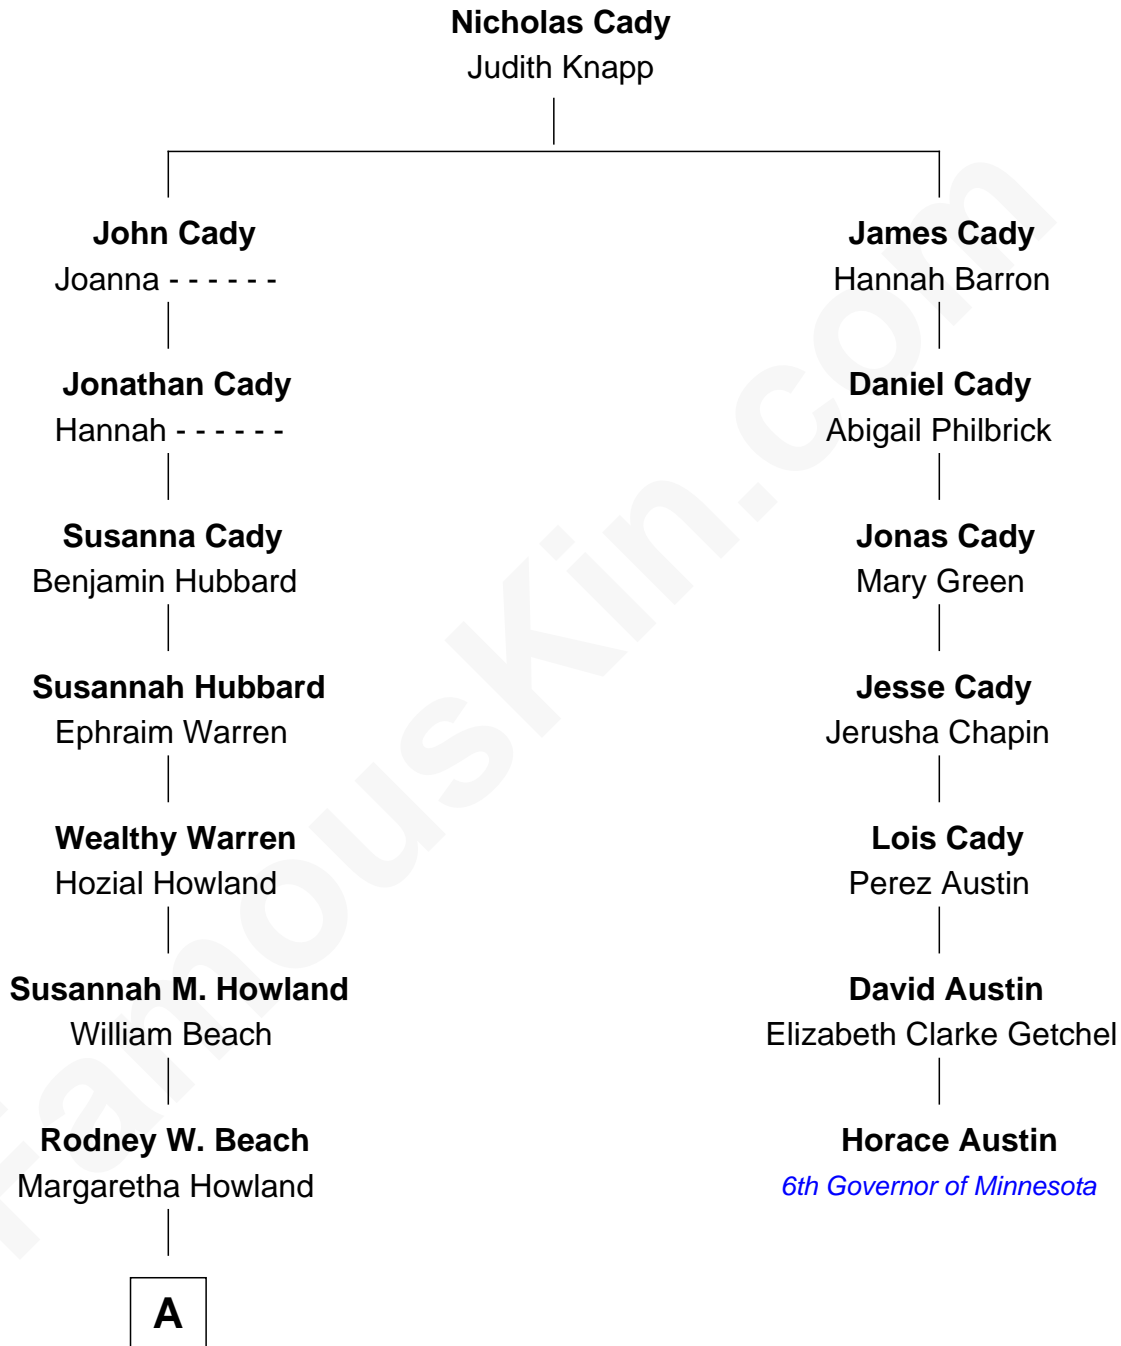 Nicholas Cady
Judith Knapp
John Cady
Joanna - - - - - -
James Cady
Hannah Barron
Jonathan Cady
Hannah - - - - - -
Daniel Cady
Abigail Philbrick
Susanna Cady
Benjamin Hubbard
Jonas Cady
Mary Green
Susannah Hubbard
Ephraim Warren
Jesse Cady
Jerusha Chapin
Wealthy Warren
Hozial Howland
Lois Cady
Perez Austin
Susannah M. Howland
William Beach
David Austin
Elizabeth Clarke Getchel
Rodney W. Beach
Margaretha Howland
Horace Austin
6th Governor of Minnesota
A
FamousKin.com